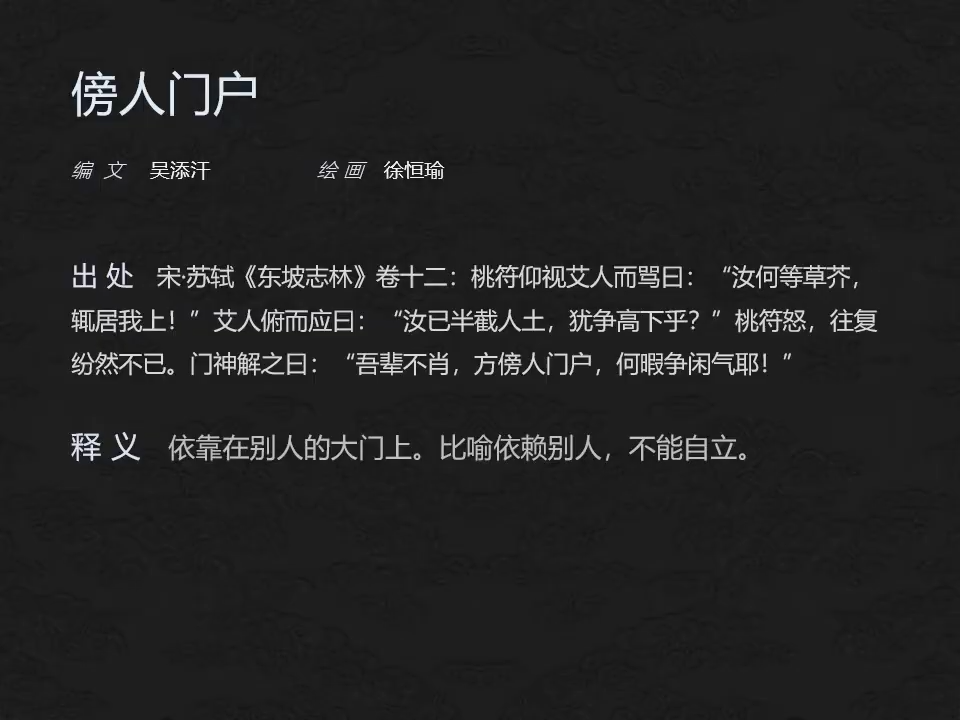 傍人门户
编 文 吴添汗 绘 画 徐恒瑜
出 处 宋·苏轼《东坡志林》卷十二：桃符仰视艾人而骂曰：“汝何等草芥，
辄居我上！”艾人俯而应曰：“汝已半截人土，犹争高下乎？”桃符怒，往复
纷然不已。门神解之曰：“吾辈不肖，方傍人门户，何暇争闲气耶！”
释 义 依靠在别人的大门上。比喻依赖别人，不能自立。